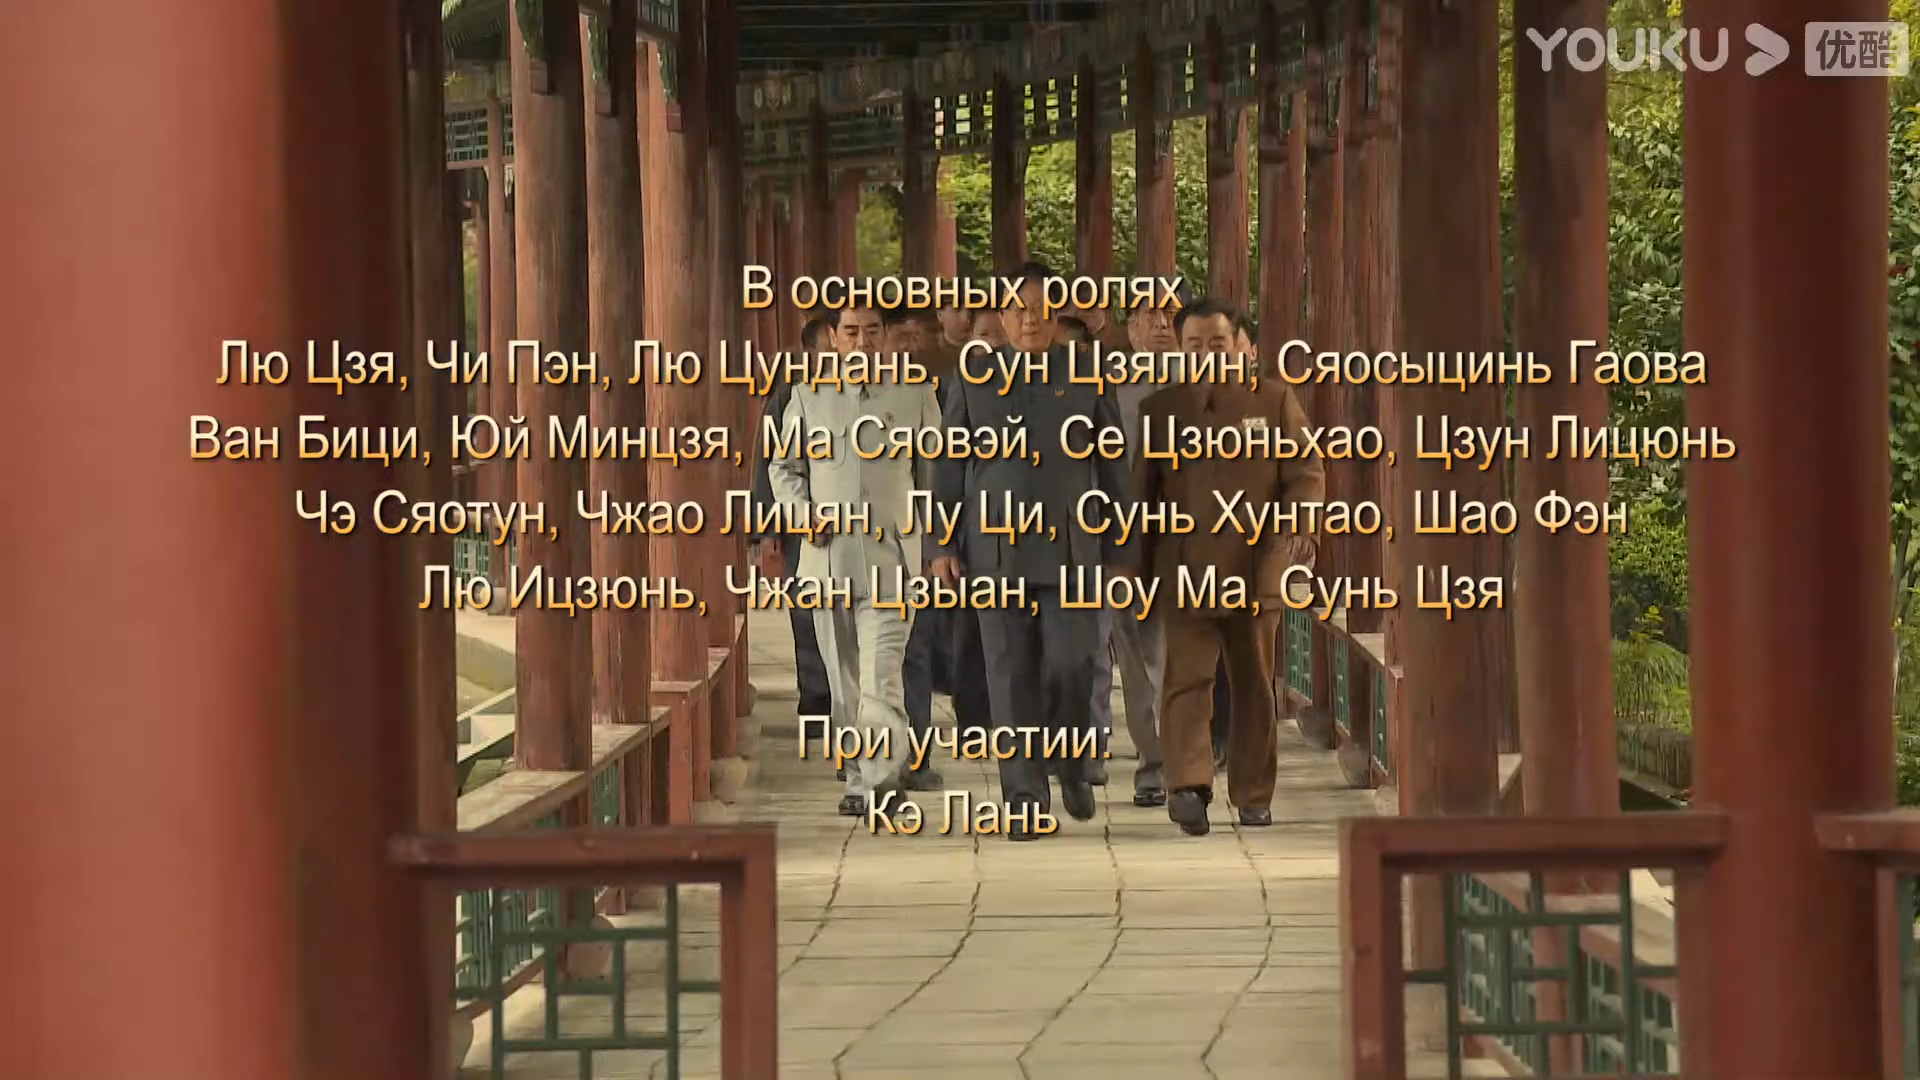 YOUKU 优酷
В основных ролях
Лю Цзя, Чи Пэн, Лю Цундань, Сун Цзялин, Сяосыцинь Гаова
Ван Бици, Юй Минцзя, Ма Сяовэй, Се Цзюньхао, Цзун Лицюнь
Чэ Сяотун, Чжао Лицян, Лу Ци, Сунь Хунтао, Шао Фэн
Лю Ицзюнь, Чжан Цзыан, Шоу Ма, Сунь Цзя
При участии:
Кэ Лань